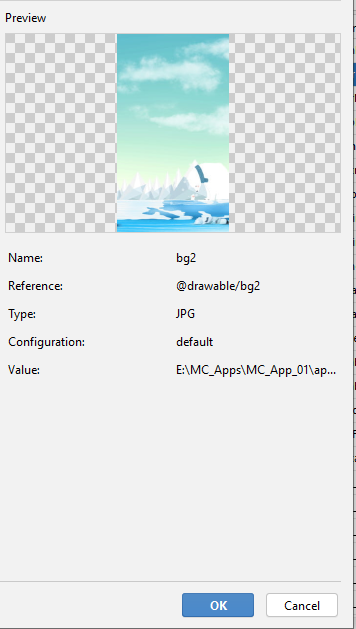 Preview
Name: bg2
Reference: @drawable/bg2
Type: JPG
Configuration: default
Value: E:\MC_Apps\MC_App_01\ap...
OK Cancel